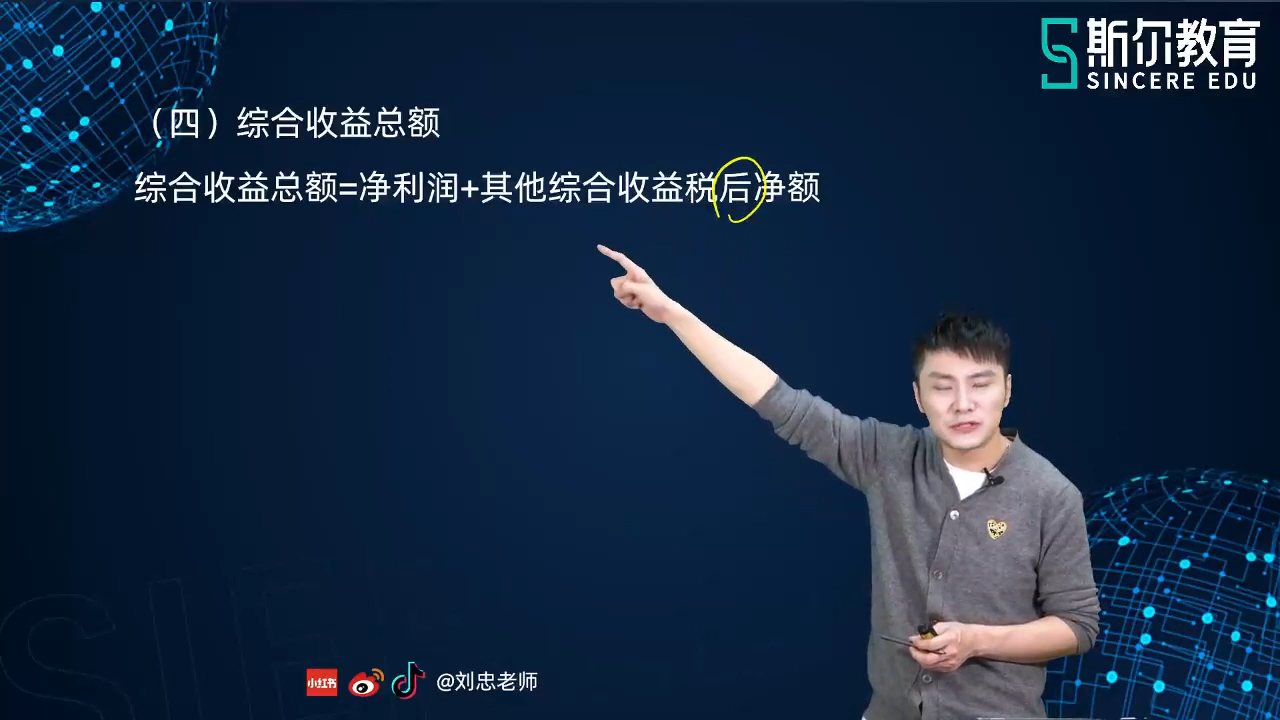 斯尔教育
SINCERE EDU
（四）综合收益总额
综合收益总额=净利润+其他综合收益税后净额
小红书
@刘忠老师